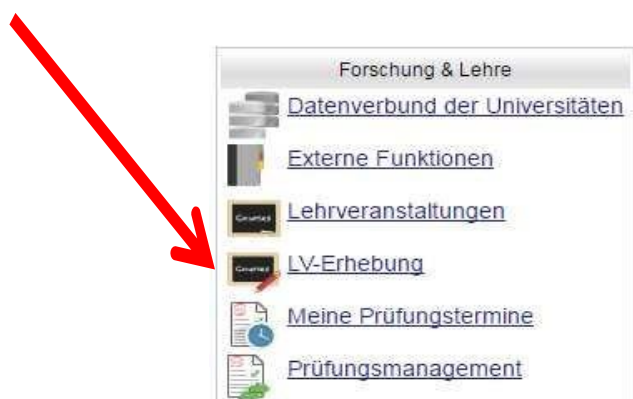 Forschung & Lehre
Datenverbund der Universitäten
Externe Funktionen
Lehrveranstaltungen
LV-Erhebung
Meine Prüfungstermine
Prüfungsmanagement